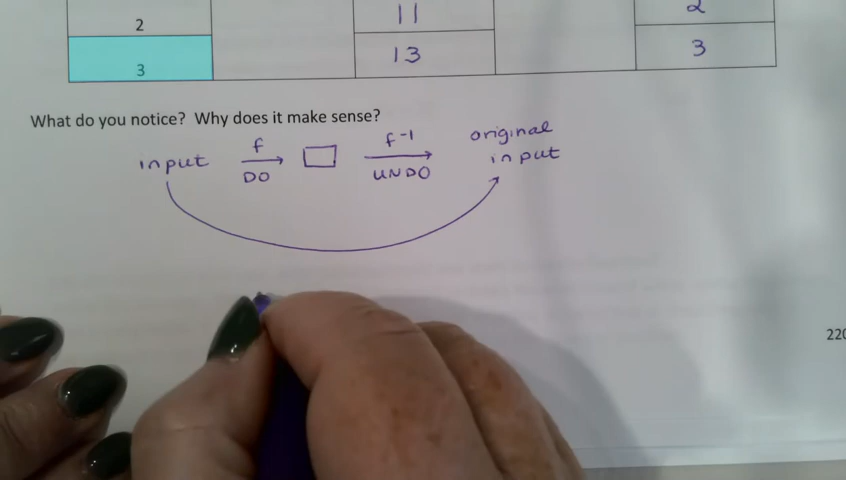 2 11 2
3 13 3
What do you notice? Why does it make sense?
f f-1 original
input DO UNDO input
220